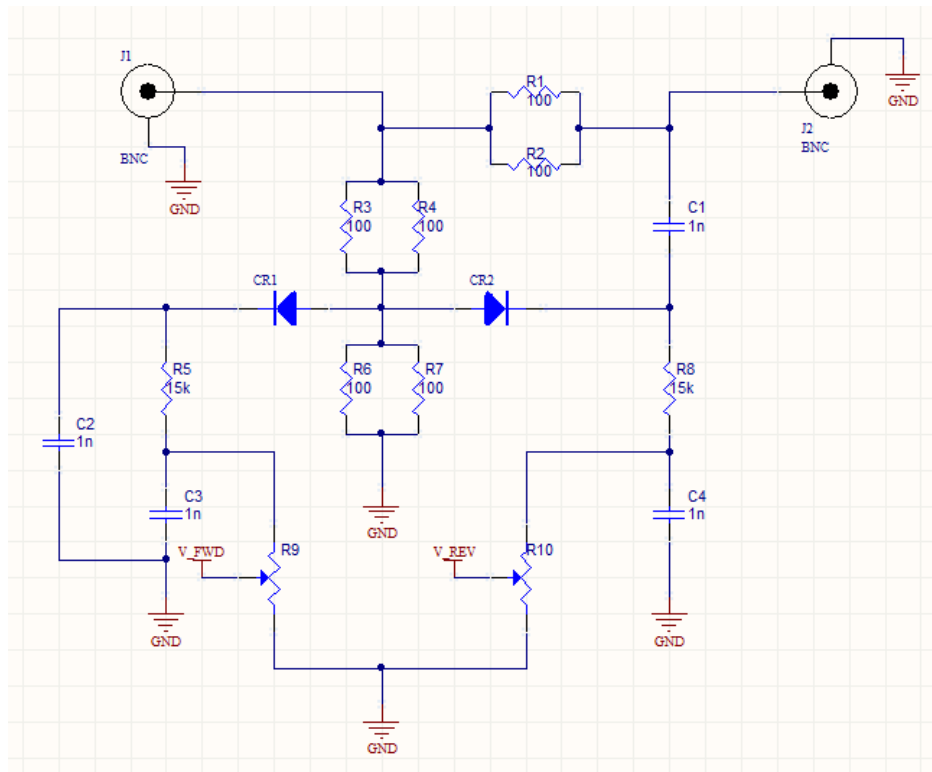 J1
BNC
GND
R1
100
R2
100
J2
BNC
GND
R3
100
R4
100
C1
1n
CR1
CR2
R5
15k
R6
100
R7
100
R8
15k
C2
1n
C3
1n
V_FWD
R9
GND
V_REV
R10
C4
1n
GND
GND
GND